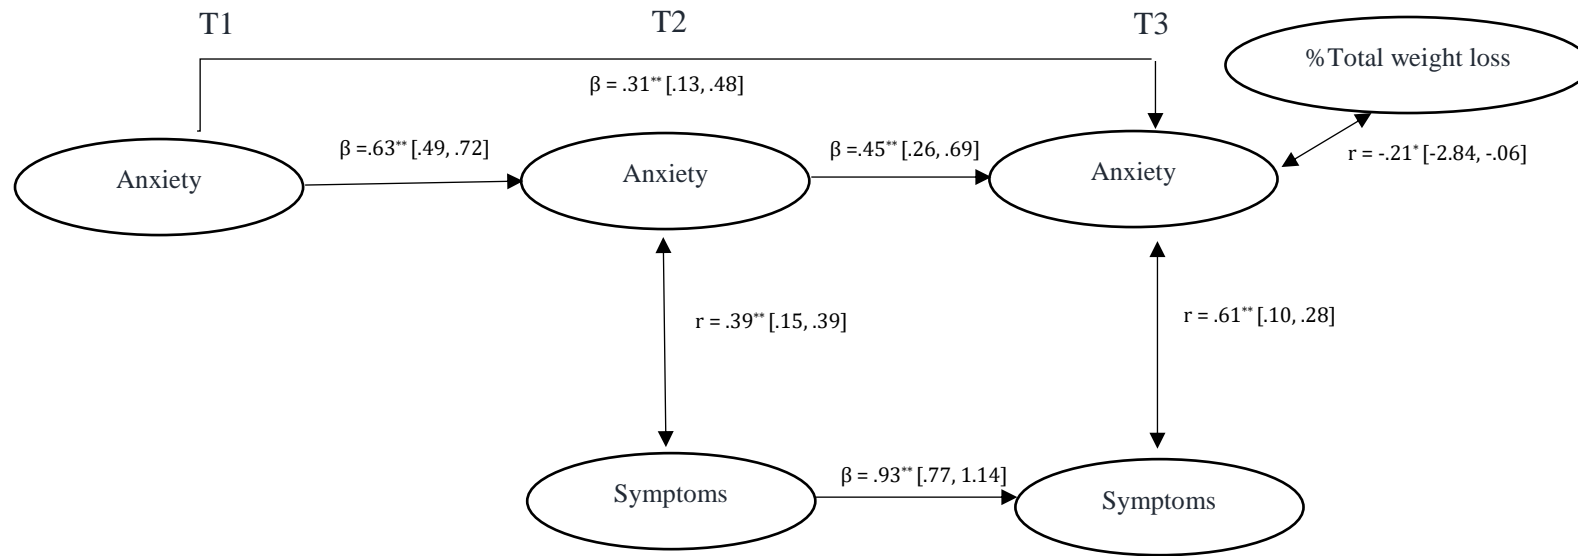 T1
T2
T3
%Total weight loss
β = .31** [.13, .48]
β =.63** [.49, .72]
β =.45** [.26, .69]
r = -.21* [-2.84, -.06]
Anxiety
Anxiety
Anxiety
r = .39** [.15, .39]
r = .61** [.10, .28]
β = .93** [.77, 1.14]
Symptoms
Symptoms